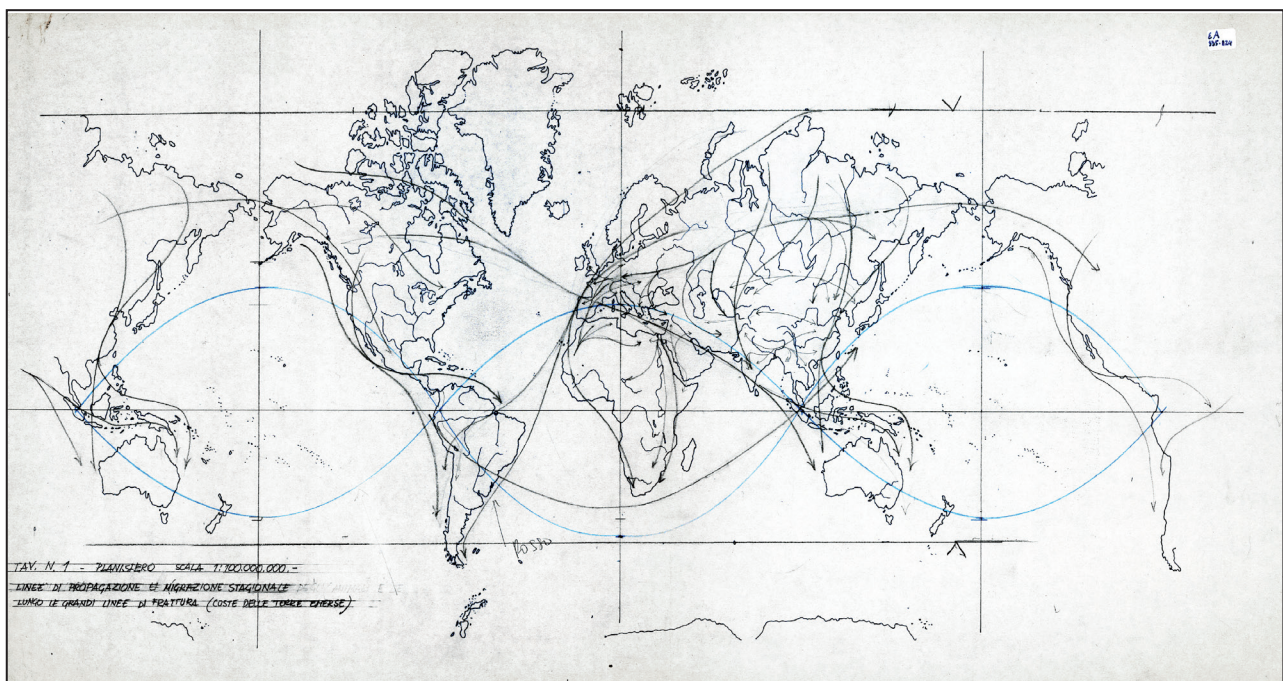 LA
TAV. N. 1 - PLANISFERO SCALA 1:100.000.000.-
LINEE DI PROPAGAZIONE E MIGRAZIONE STAGIONALE
LUNGO LE GRANDI LINEE DI FRATTURA (COSTE DELLE TERRE EMERSE)
ROSSO